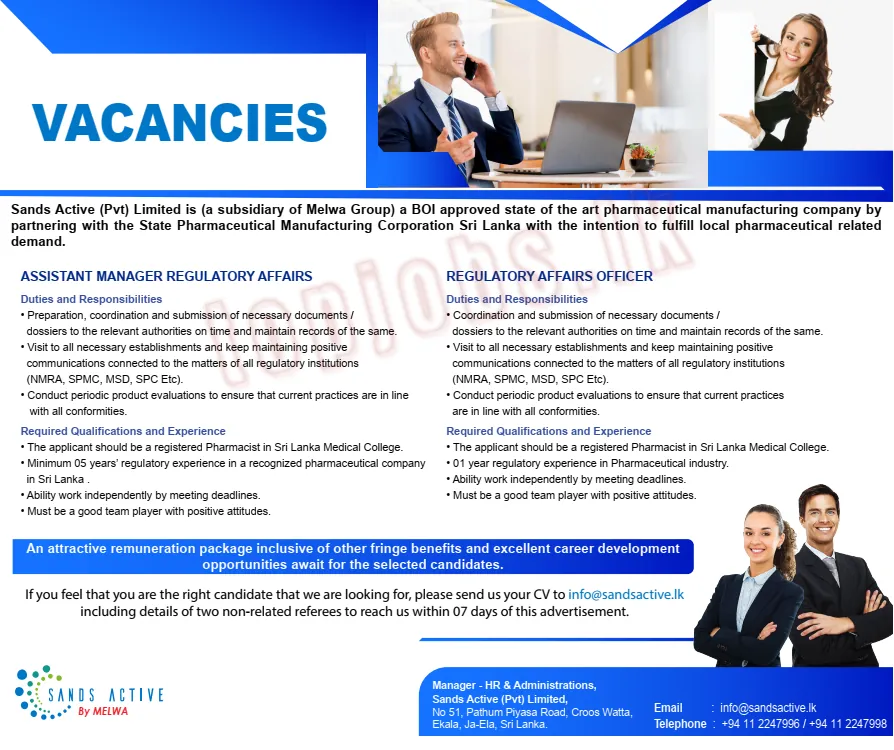 VACANCIES
Sands Active (Pvt) Limited is (a subsidiary of Melwa Group) a BOI approved state of the art pharmaceutical manufacturing company by
partnering with the State Pharmaceutical Manufacturing Corporation Sri Lanka with the intention to fulfill local pharmaceutical related
demand.
topjobs.lk
ASSISTANT MANAGER REGULATORY AFFAIRS
Duties and Responsibilities
• Preparation, coordination and submission of necessary documents /
dossiers to the relevant authorities on time and maintain records of the same.
• Visit to all necessary establishments and keep maintaining positive
communications connected to the matters of all regulatory institutions
(NMRA, SPMC, MSD, SPC Etc).
• Conduct periodic product evaluations to ensure that current practices are in line
with all conformities.
Required Qualifications and Experience
• The applicant should be a registered Pharmacist in Sri Lanka Medical College.
• Minimum 05 years' regulatory experience in a recognized pharmaceutical company
in Sri Lanka .
• Ability work independently by meeting deadlines.
• Must be a good team player with positive attitudes.
REGULATORY AFFAIRS OFFICER
Duties and Responsibilities
• Coordination and submission of necessary documents /
dossiers to the relevant authorities on time and maintain records of the same.
• Visit to all necessary establishments and keep maintaining positive
communications connected to the matters of all regulatory institutions
(NMRA, SPMC, MSD, SPC Etc).
• Conduct periodic product evaluations to ensure that current practices
are in line with all conformities.
Required Qualifications and Experience
• The applicant should be a registered Pharmacist in Sri Lanka Medical College.
• 01 year regulatory experience in Pharmaceutical industry.
• Ability work independently by meeting deadlines.
• Must be a good team player with positive attitudes.
An attractive remuneration package inclusive of other fringe benefits and excellent career development
opportunities await for the selected candidates.
If you feel that you are the right candidate that we are looking for, please send us your CV to info@sandsactive.lk
including details of two non-related referees to reach us within 07 days of this advertisement.
SANDS ACTIVE
By MELWA
Manager - HR & Administrations,
Sands Active (Pvt) Limited,
No 51, Pathum Piyasa Road, Croos Watta,
Ekala, Ja-Ela, Sri Lanka.
Email : info@sandsactive.lk
Telephone : +94 11 2247996 / +94 11 2247998